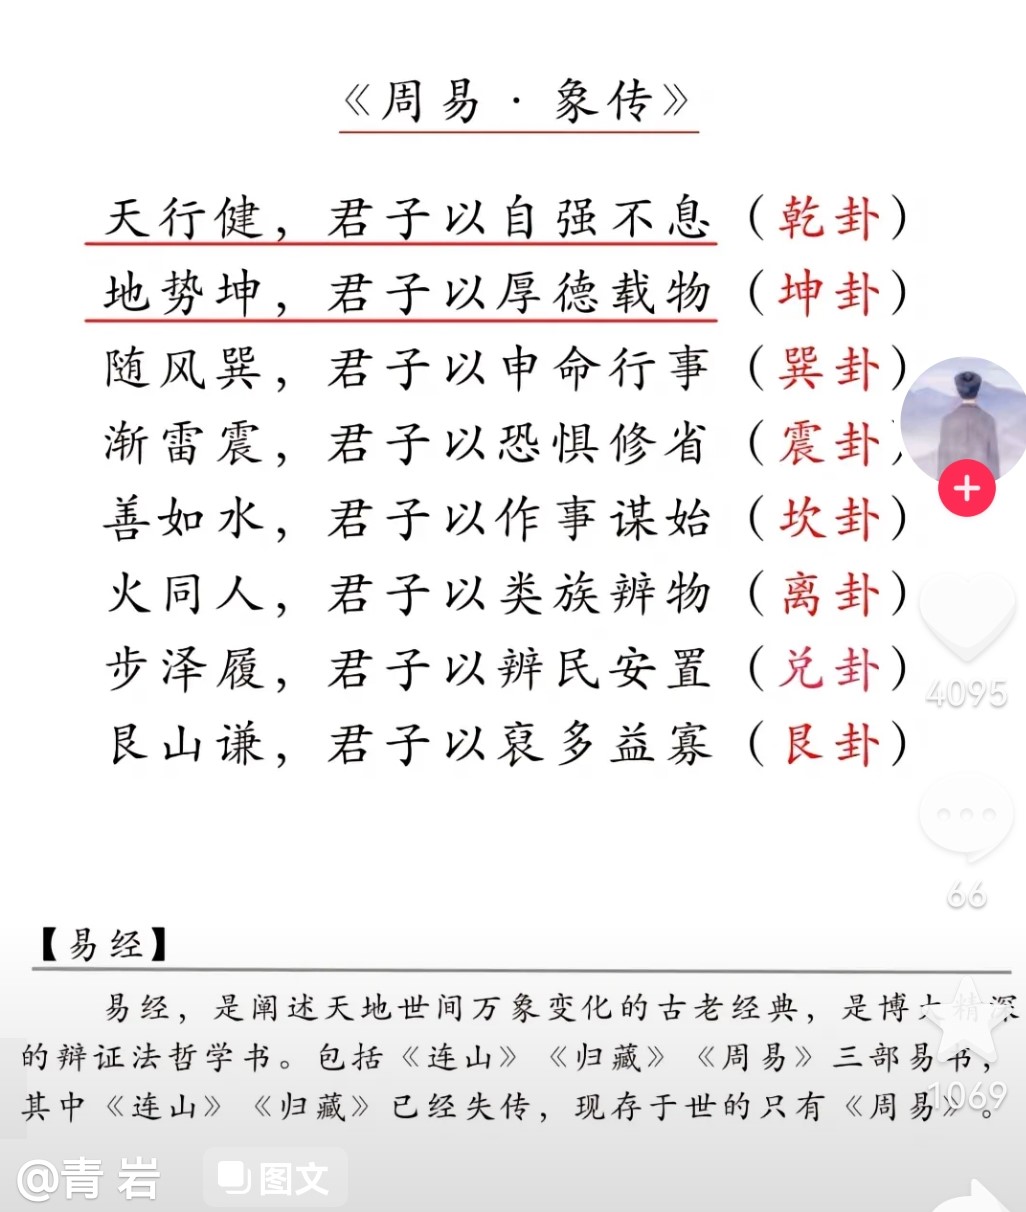 《周易·象传》
天行健，君子以自强不息（乾卦）
地势坤，君子以厚德载物（坤卦）
随风巽，君子以申命行事（巽卦）
渐雷震，君子以恐惧修省（震卦）
善如水，君子以作事谋始（坎卦）
火同人，君子以类族辨物（离卦）
步泽履，君子以辨民安置（兑卦）
艮山谦，君子以裒多益寡（艮卦）
4095
66
【易经】
易经，是阐述天地世间万象变化的古老经典，是博大精深
的辩证法哲学书。包括《连山》《归藏》《周易》三部易书，
其中《连山》《归藏》已经失传，现存于世的只有《周易》。
1069
@青岩
图文